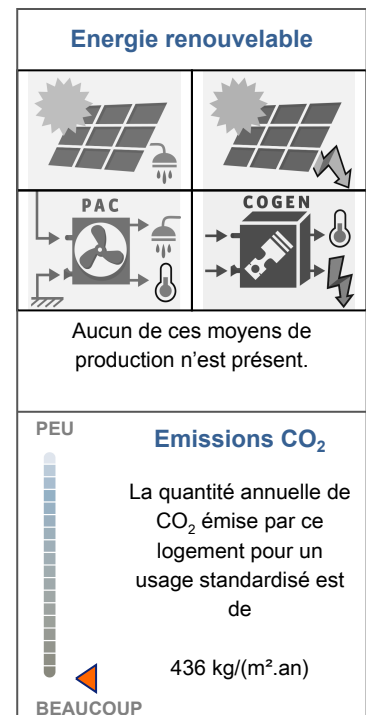 Energie renouvelable
PAC
COGEN
Aucun de ces moyens de
production n'est présent.
PEU
Emissions CO₂
La quantité annuelle de
CO₂ émise par ce
logement pour un
usage standardisé est
de
436 kg/(m².an)
BEAUCOUP